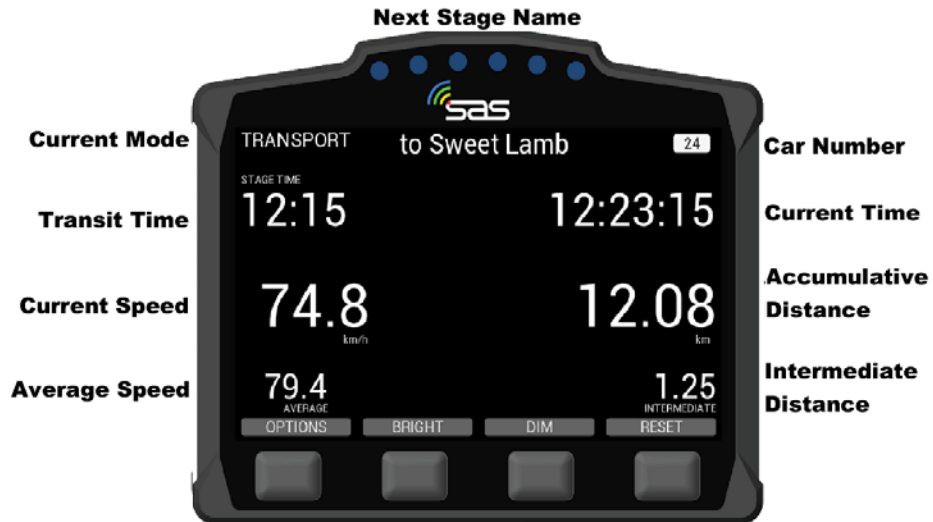 Next Stage Name
sas
Current Mode
TRANSPORT
to Sweet Lamb
24
Car Number
STAGE TIME
Transit Time
12:15
12:23:15
Current Time
Current Speed
74.8
km/h
12.08
km
Accumulative
Distance
Average Speed
79.4
AVERAGE
1.25
INTERMEDIATE
Intermediate
Distance
OPTIONS
BRIGHT
DIM
RESET